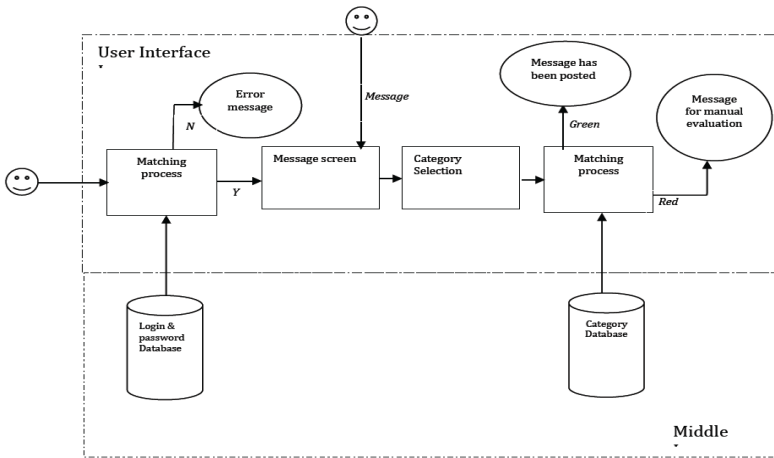 User Interface
Error
message
N
Message
Message has
been posted
Green
Message
for manual
evaluation
Matching
process
Y
Message screen
Category
Selection
Matching
process
Red
Login &
password
Database
Category
Database
Middle